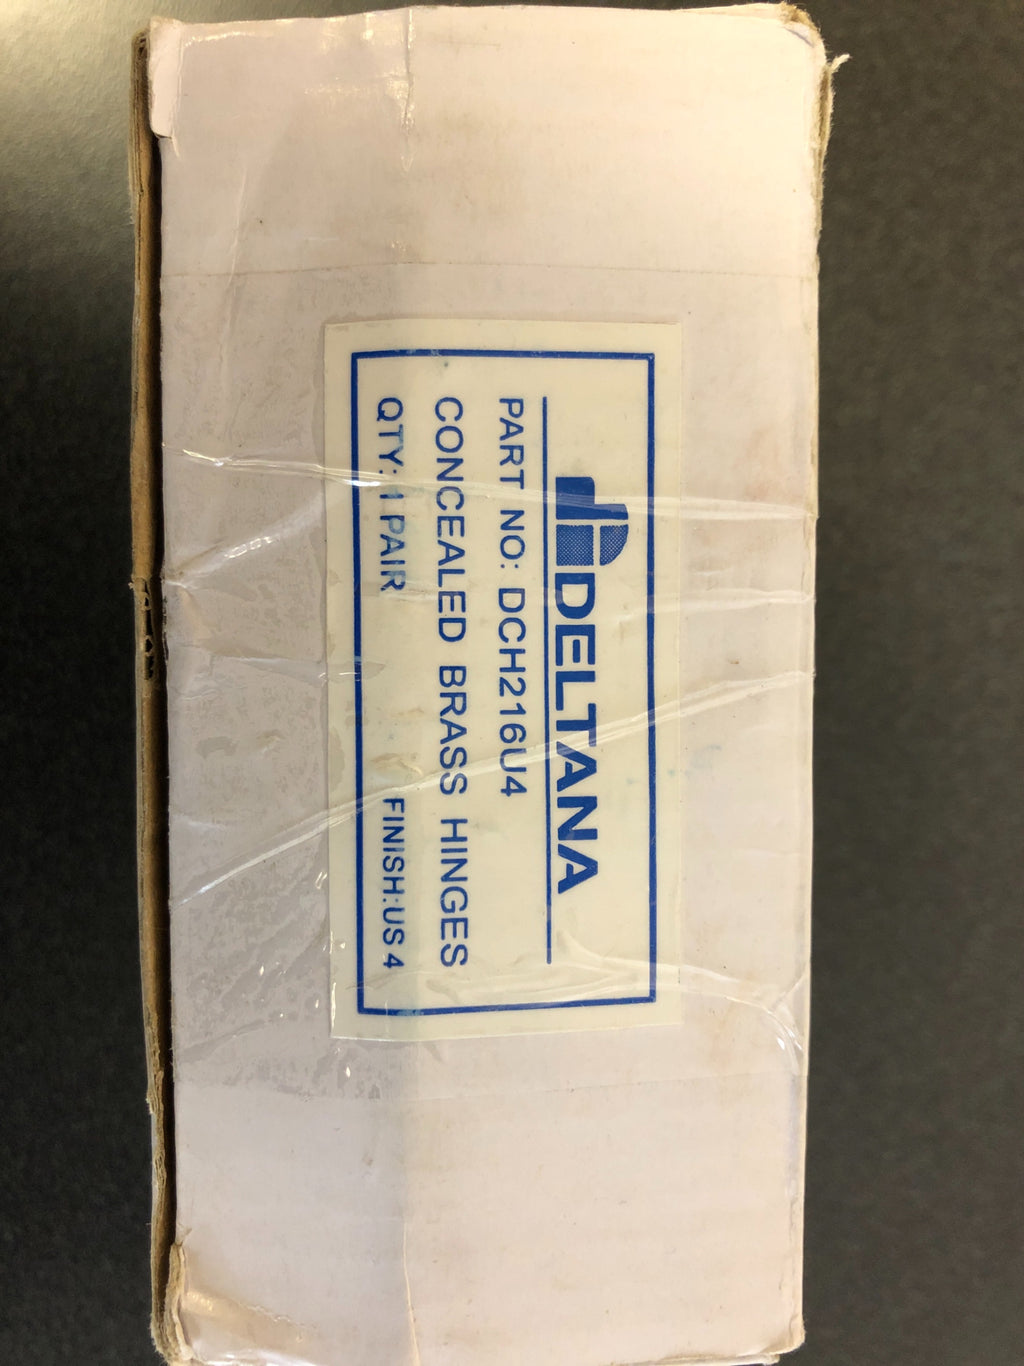 DELTANA
PART NO: DCH216U4
CONCEALED BRASS HINGES
QTY: 1 PAIR FINISH:US 4